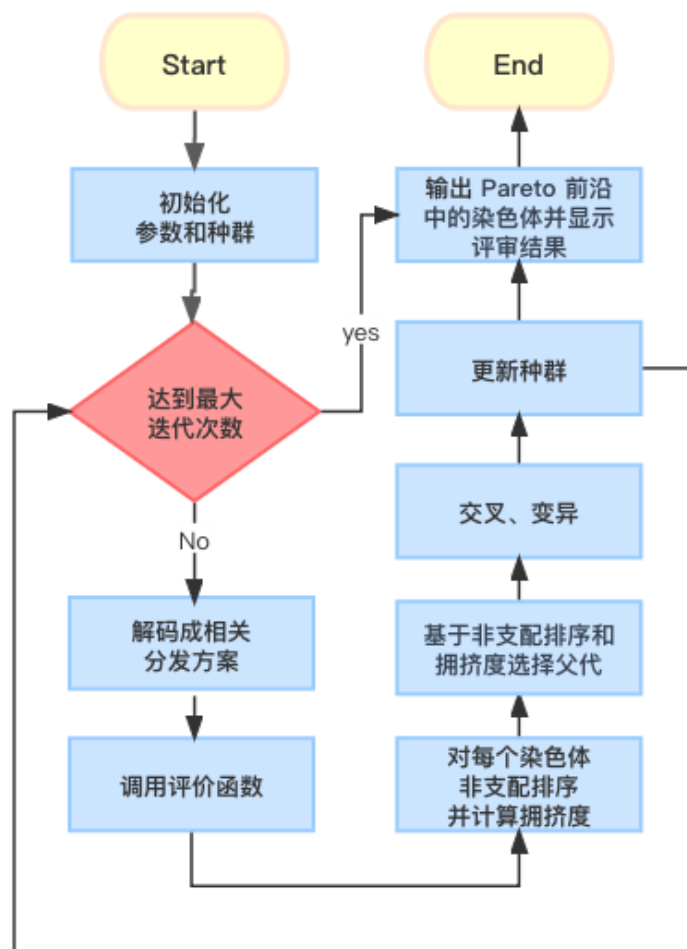 Start
初始化
参数和种群
达到最大
迭代次数
yes
No
解码成相关
分发方案
调用评价函数
对每个染色体
非支配排序
并计算拥挤度
基于非支配排序和
拥挤度选择父代
交叉、变异
更新种群
输出 Pareto 前沿
中的染色体并显示
评审结果
End